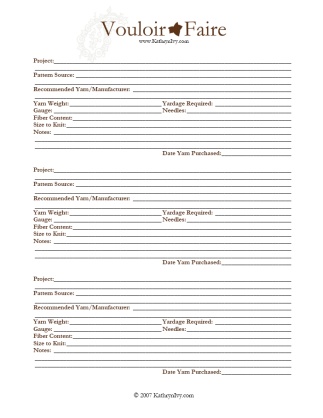 Vouloir Faire
www.KathrynIvy.com
Project:
Pattern Source:
Recommended Yarn/Manufacturer:
Yarn Weight: Yardage Required:
Gauge: Needles:
Fiber Content:
Size to Knit:
Notes:
Date Yarn Purchased:
Project:
Pattern Source:
Recommended Yarn/Manufacturer:
Yarn Weight: Yardage Required:
Gauge: Needles:
Fiber Content:
Size to Knit:
Notes:
Date Yarn Purchased:
Project:
Pattern Source:
Recommended Yarn/Manufacturer:
Yarn Weight: Yardage Required:
Gauge: Needles:
Fiber Content:
Size to Knit:
Notes:
Date Yarn Purchased:
© 2007 KathrynIvy.com